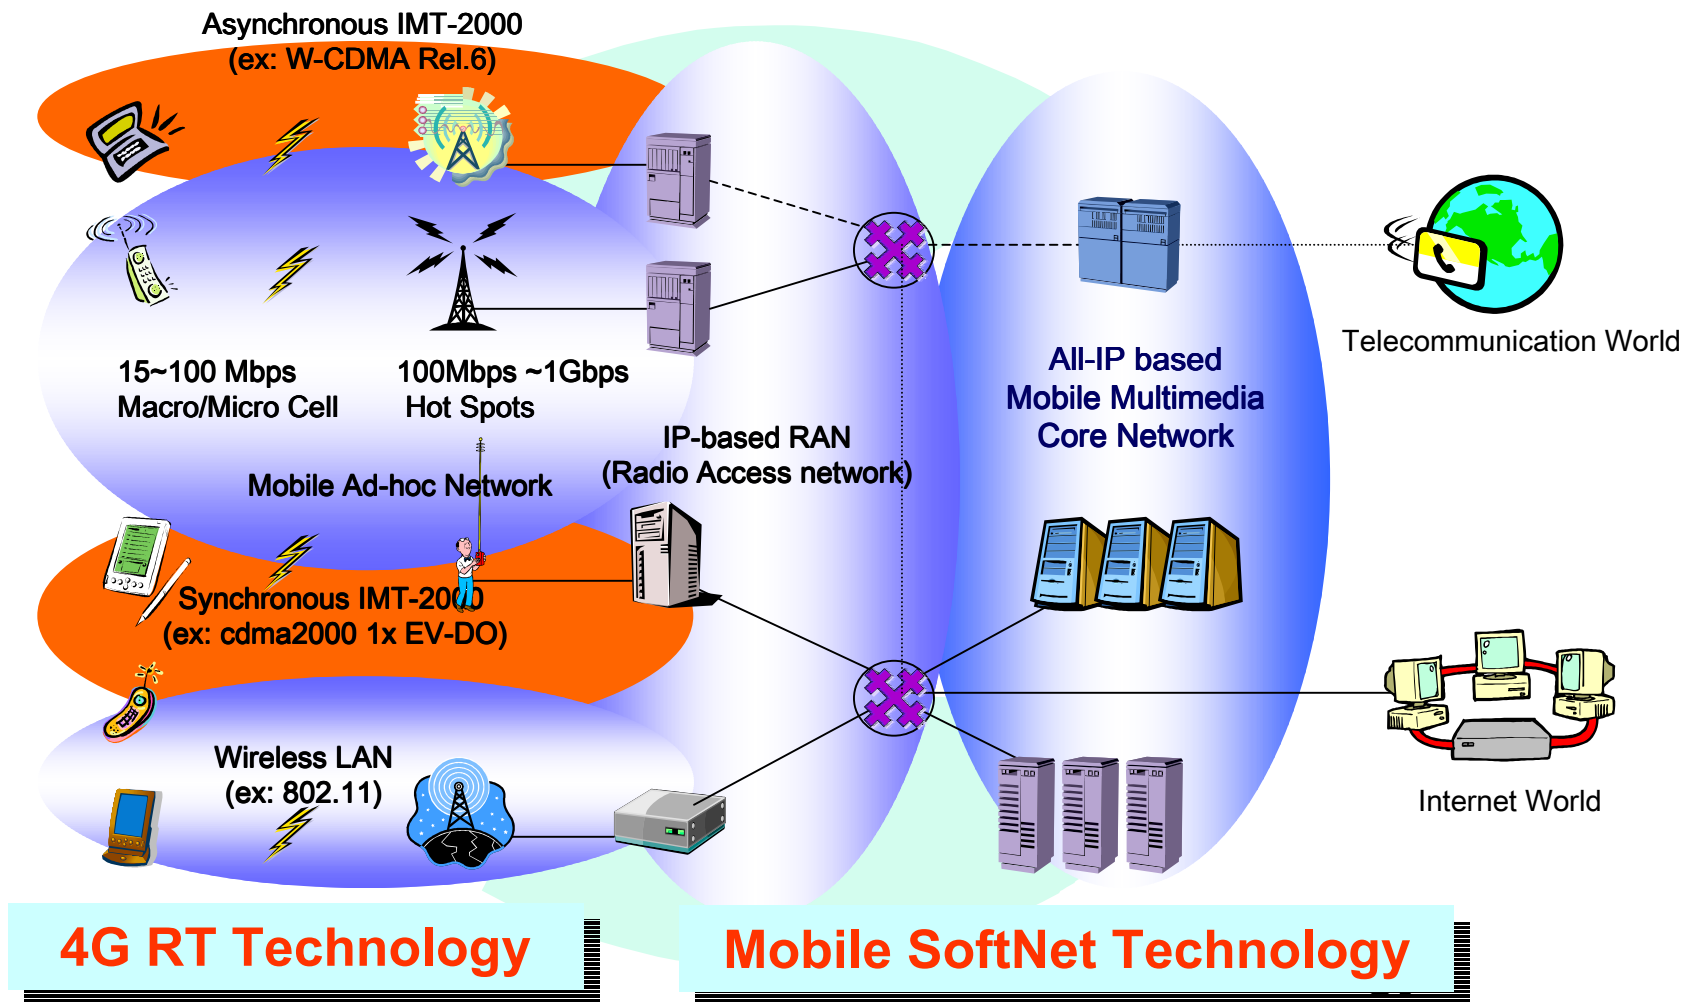 Asynchronous IMT-2000
(ex: W-CDMA Rel.6)
15~100 Mbps
Macro/Micro Cell
100Mbps ~1Gbps
Hot Spots
Mobile Ad-hoc Network
Synchronous IMT-2000
(ex: cdma2000 1x EV-DO)
Wireless LAN
(ex: 802.11)
IP-based RAN
(Radio Access network)
All-IP based
Mobile Multimedia
Core Network
Telecommunication World
Internet World
4G RT Technology
Mobile SoftNet Technology